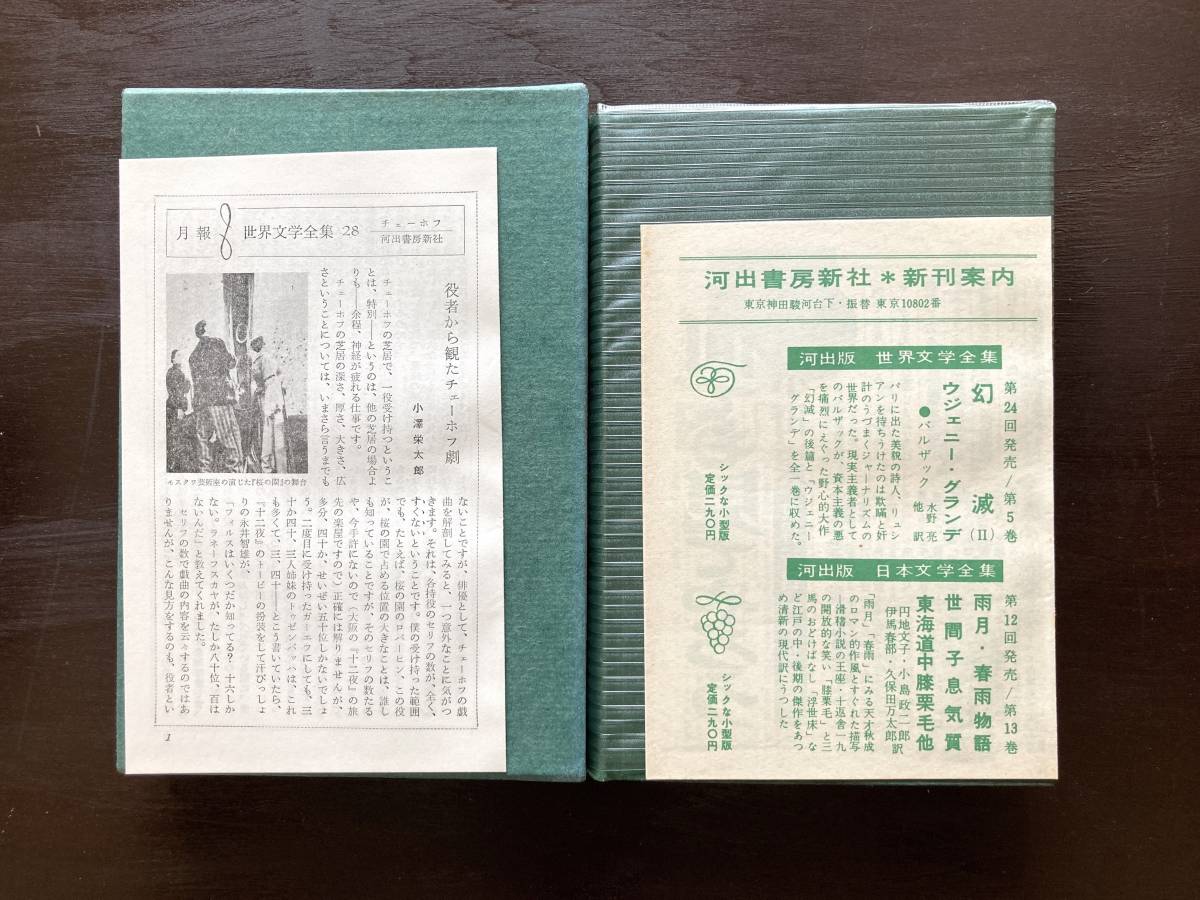 月報
世界文学全集 28
チェーホフ
河出書房新社
役者から観たチェーホフ劇
小澤栄太郎
チェーホフの芝居で、一役受け持つというこ
とは、特別――というのは、他の芝居の場合よ
りも――余程、神経が疲れる仕事です。
チェーホフの芝居の深さ、厚さ、大きさ、広
さということについては、いまさら言うまでも
モスクワ芸術座の演じた『桜の園』の舞台
ないことですが、俳優として、チェーホフの戯
曲を解剖してみると、一つ意外なことに気がつ
きます。それは、各持役のセリフの数が、全く、
すくないということです。僕の受け持った範囲
でも、たとえば、桜の園のロパーヒン、この役
が、桜の園で占める位置の大きなことは、誰し
も知っていることですが、そのセリフの数たる
や、今手許にないので（大阪の『十二夜』の旅
先の楽屋ですので）正確には解りませんが、
多分、四十か、せいぜい五十位しかないでしょ
う。二度目に受け持ったガーエフにしても、三
十か四十、三人姉妹のトゥゼンバッハは、これ
も多くて、三、四十――とこう書いていたら、
『十二夜』のトービーの扮装をして汗びっしょ
りの永井智雄が、
「フィルスはいくつだか知ってる？ 十六しか
ない。ラネーフスカヤが、たしか八十位、百は
ないんだ」と教えてくれました。
セリフの数で戯曲の内容を云々するのではあ
りませんが、こんな見方をするのも、役者とい
1
河出書房新社＊新刊案内
東京神田駿河台下・振替 東京10802番
河出版 世界文学全集
第24回発売／第5巻
幻滅（II）
ウジェニー・グランデ
●バルザック 水野亮他訳
パリに出た美貌の詩人、リュシ
アンを待ちうけたのは欺瞞と奸
計のうづまくジャーナリズムの
世界だった。現実主義者として
のバルザックが、資本主義の悪
を痛烈にえぐった野心的大作
「幻滅」の後篇と「ウジェニー
グランデ」を全一巻に収めた。
シックな小型版
定価二九〇円
河出版 日本文学全集
第12回発売／第13巻
雨月・春雨物語
世間子息気質
東海道中膝栗毛他
円地文子・小島政二郎訳
伊馬春部・久保田万太郎訳
「雨月」「春雨」にみる天才秋成
のロマン的作風とすぐれた描写
―滑稽小説の王座・十返舎一九
の開放的な笑い「膝栗毛」と三
馬のおどけばなし「浮世床」な
ど江戸の中・後期の傑作をあつ
め清新の現代訳にうつした
シックな小型版
定価二九〇円